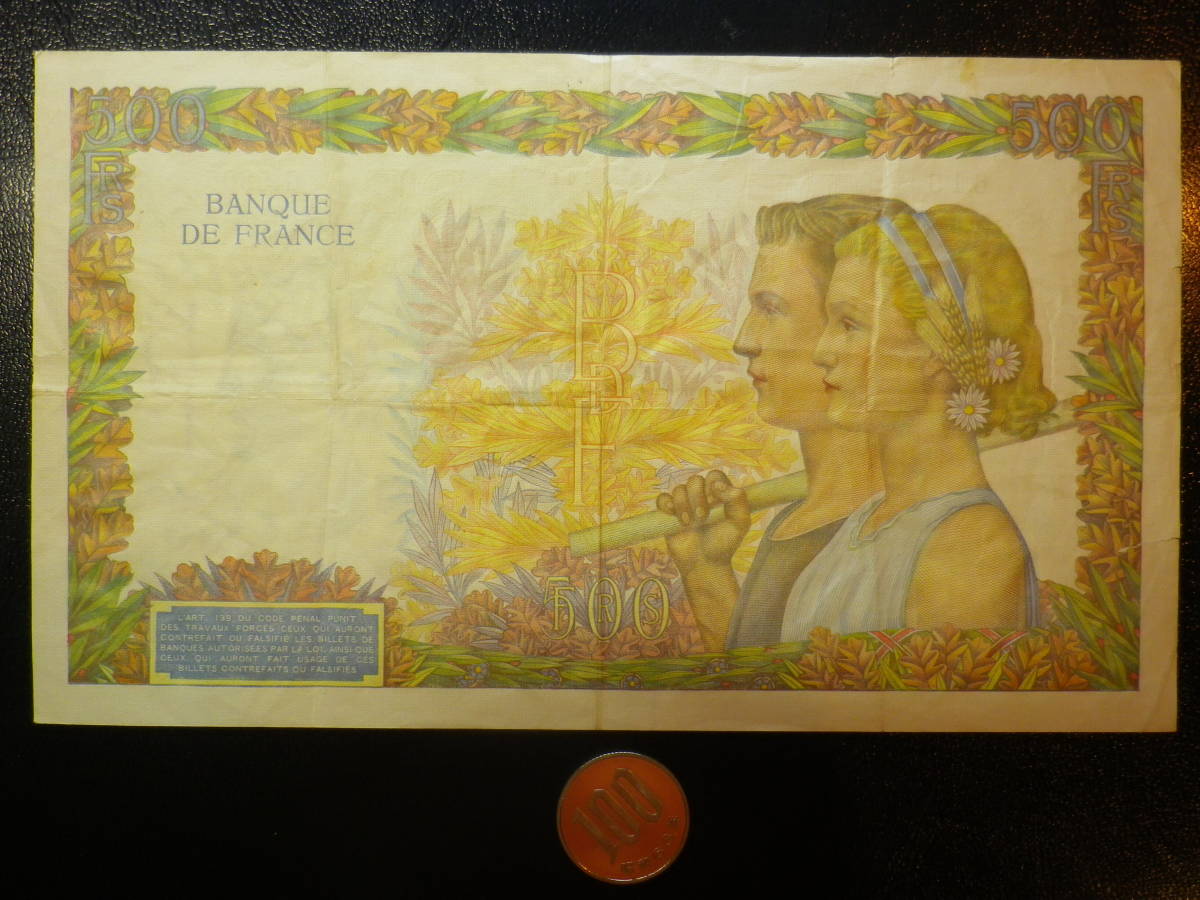 500
FRS
500
FRS
BANQUE
DE FRANCE
BDF
500
FRS
L'ART. 139, DU CODE PENAL PUNIT
DES TRAVAUX FORCES CEUX QUI AURONT
CONTREFAIT OU FALSIFIE LES BILLETS DE
BANQUES AUTORISEES PAR LA LOI. AINSI QUE
CEUX QUI AURONT FAIT USAGE DE CES
BILLETS CONTREFAITS OU FALSIFIES
100